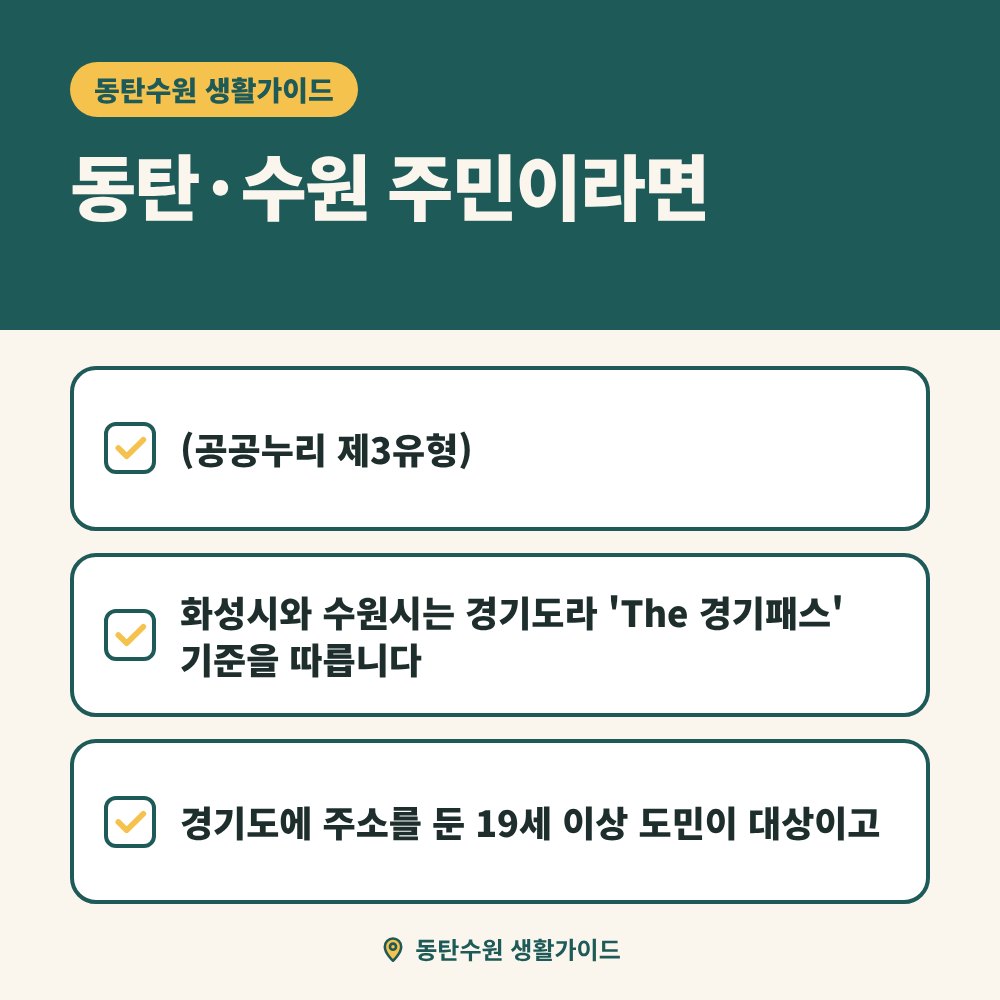 동탄수원 생활가이드
동탄·수원 주민이라면
(공공누리 제3유형)
화성시와 수원시는 경기도라 'The 경기패스'
기준을 따릅니다
경기도에 주소를 둔 19세 이상 도민이 대상이고
동탄수원 생활가이드